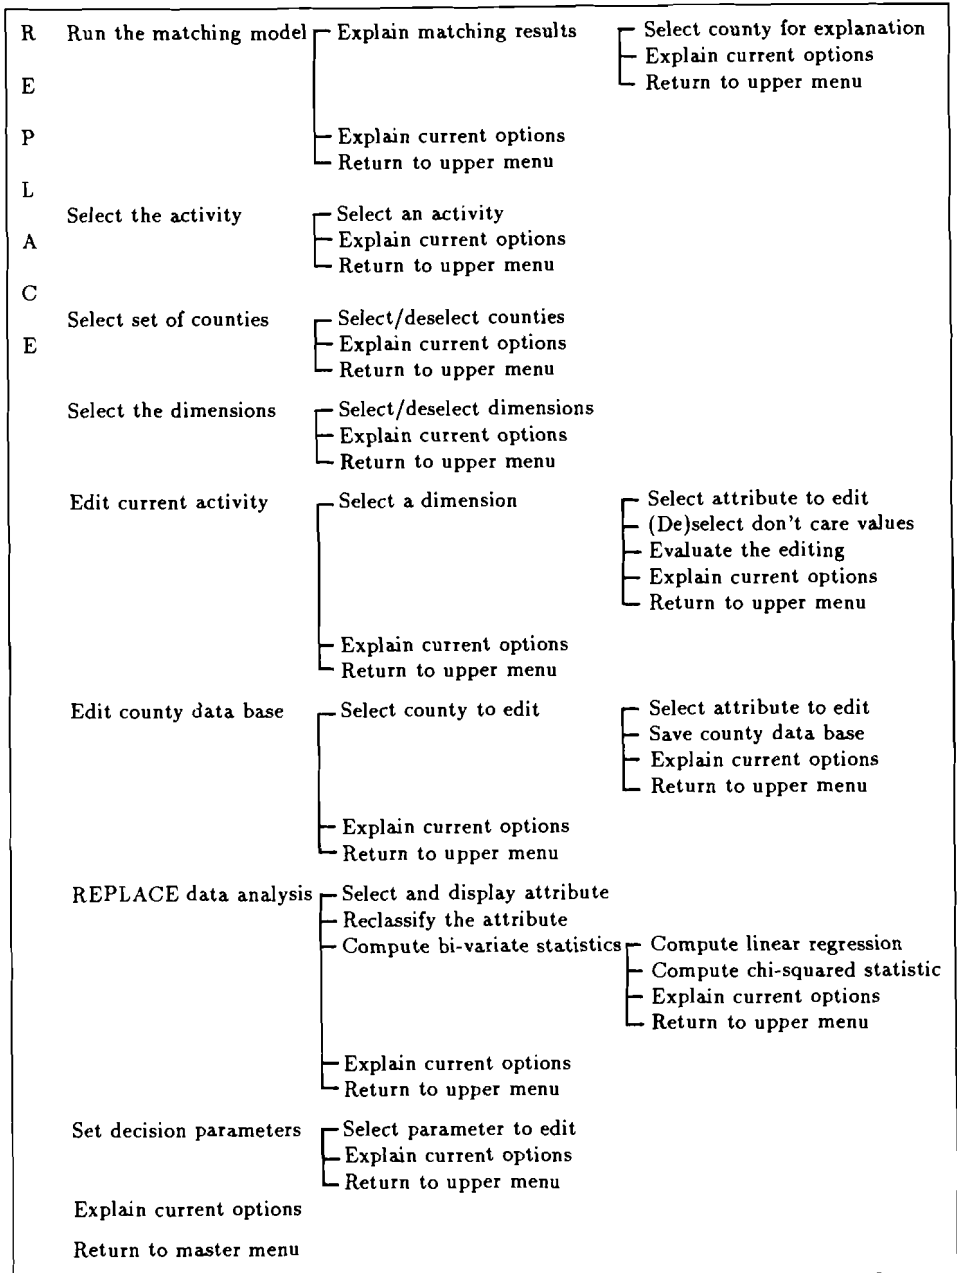 R E P L A C E
Run the matching model
Explain matching results
Select county for explanation
Explain current options
Return to upper menu
Explain current options
Return to upper menu
Select the activity
Select an activity
Explain current options
Return to upper menu
Select set of counties
Select/deselect counties
Explain current options
Return to upper menu
Select the dimensions
Select/deselect dimensions
Explain current options
Return to upper menu
Edit current activity
Select a dimension
Select attribute to edit
(De)select don't care values
Evaluate the editing
Explain current options
Return to upper menu
Explain current options
Return to upper menu
Edit county data base
Select county to edit
Select attribute to edit
Save county data base
Explain current options
Return to upper menu
Explain current options
Return to upper menu
REPLACE data analysis
Select and display attribute
Reclassify the attribute
Compute bi-variate statistics
Compute linear regression
Compute chi-squared statistic
Explain current options
Return to upper menu
Explain current options
Return to upper menu
Set decision parameters
Select parameter to edit
Explain current options
Return to upper menu
Explain current options
Return to master menu